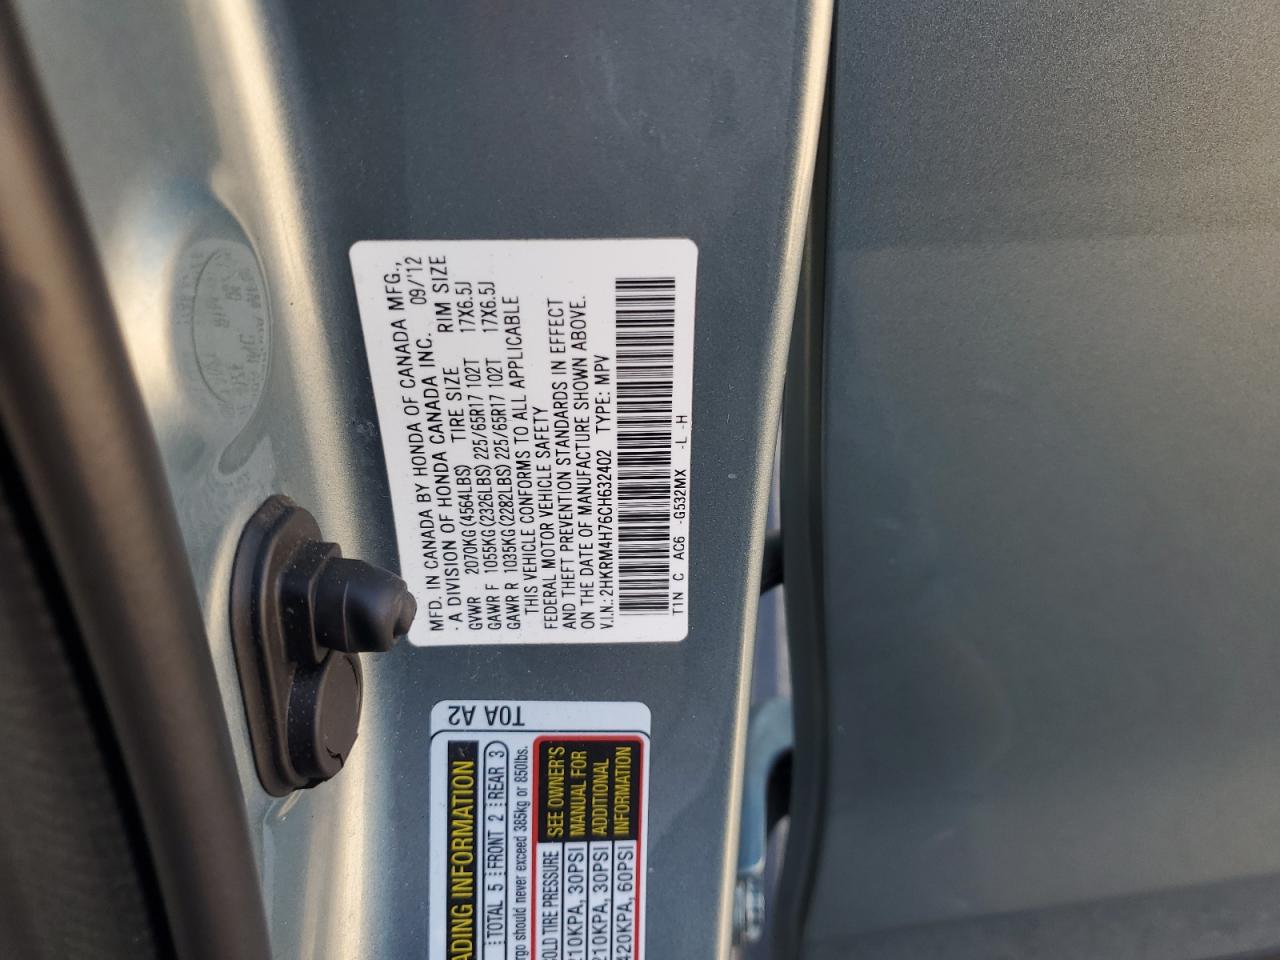 MFD. IN CANADA BY HONDA OF CANADA MFG.,
- A DIVISION OF HONDA CANADA INC. 09/'12
GVWR 2070KG(4564LBS) TIRE SIZE RIM SIZE
GAWR F 1055KG(2326LBS) 225/65R17 102T 17X6.5J
GAWR R 1035KG(2282LBS) 225/65R17 102T 17X6.5J
THIS VEHICLE CONFORMS TO ALL APPLICABLE
FEDERAL MOTOR VEHICLE SAFETY
AND THEFT PREVENTION STANDARDS IN EFFECT
ON THE DATE OF MANUFACTURE SHOWN ABOVE.
V.I.N.: 2HKRM4H76CH632402 TYPE: MPV
T1N C AC6 -G532MX -L -H
T0A A2
ADING INFORMATION
TOTAL 5 FRONT 2 REAR 3
rgo should never exceed 385kg or 850lbs.
OLD TIRE PRESSURE
210KPA, 30PSI
210KPA, 30PSI
420KPA, 60PSI
SEE OWNER'S
MANUAL FOR
ADDITIONAL
INFORMATION